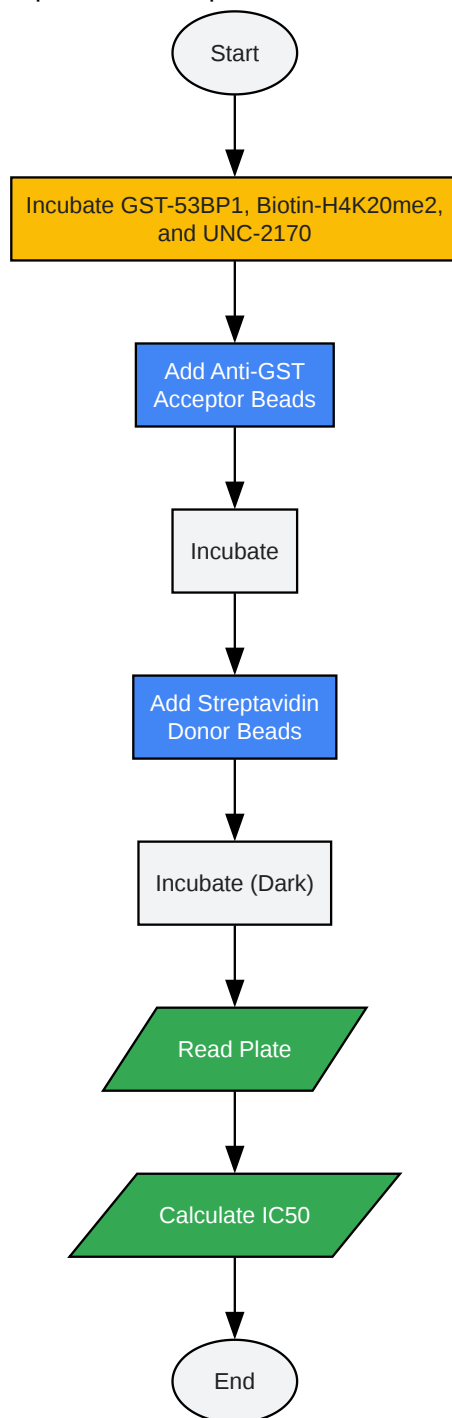 Start
Incubate GST-53BP1, Biotin-H4K20me2,
and UNC-2170
Add Anti-GST
Acceptor Beads
Incubate
Add Streptavidin
Donor Beads
Incubate (Dark)
Read Plate
Calculate IC50
End